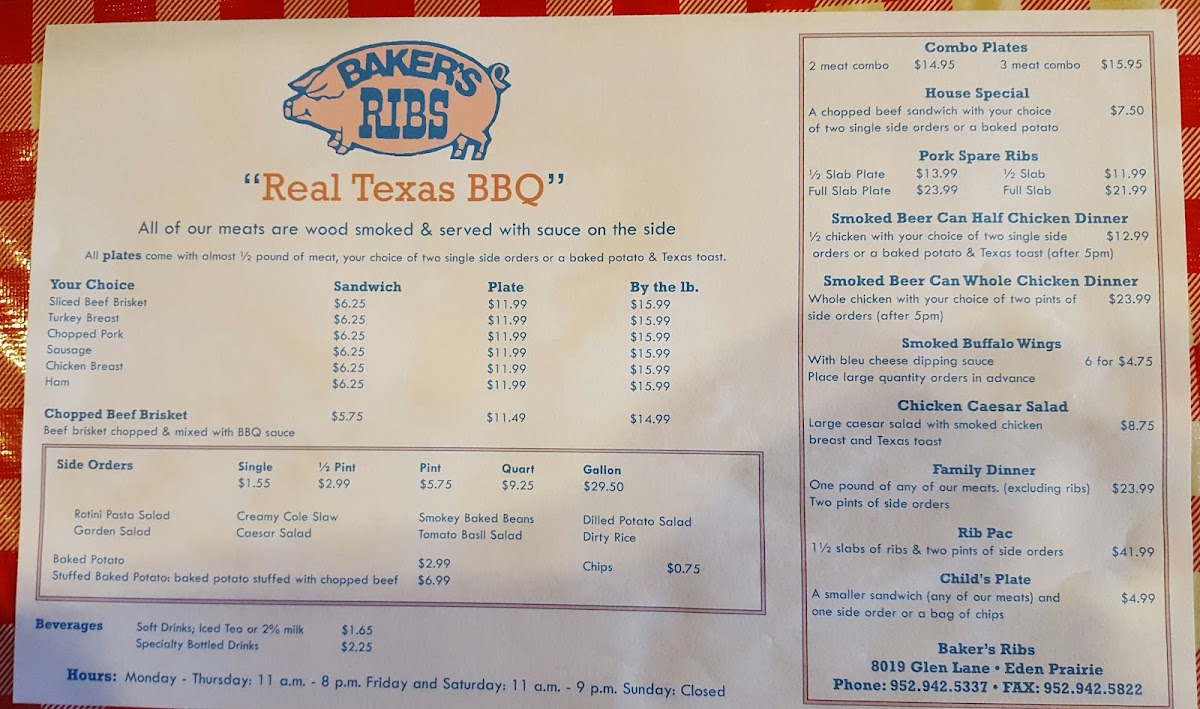 BAKER'S
RIBS
"Real Texas BBQ"
All of our meats are wood smoked & served with sauce on the side
All plates come with almost ½ pound of meat, your choice of two single side orders or a baked potato & Texas toast.
Your Choice Sandwich Plate By the lb.
Sliced Beef Brisket $6.25 $11.99 $15.99
Turkey Breast $6.25 $11.99 $15.99
Chopped Pork $6.25 $11.99 $15.99
Sausage $6.25 $11.99 $15.99
Chicken Breast $6.25 $11.99 $15.99
Ham $6.25 $11.99 $15.99
Chopped Beef Brisket $5.75 $11.49 $14.99
Beef brisket chopped & mixed with BBQ sauce
Side Orders Single ½ Pint Pint Quart Gallon
$1.55 $2.99 $5.75 $9.25 $29.50
Rotini Pasta Salad Creamy Cole Slaw Smokey Baked Beans Dilled Potato Salad
Garden Salad Caesar Salad Tomato Basil Salad Dirty Rice
Baked Potato $2.99 Chips $0.75
Stuffed Baked Potato: baked potato stuffed with chopped beef $6.99
Beverages Soft Drinks; Iced Tea or 2% milk $1.65
Specialty Bottled Drinks $2.25
Hours: Monday - Thursday: 11 a.m. - 8 p.m. Friday and Saturday: 11 a.m. - 9 p.m. Sunday: Closed
Combo Plates
2 meat combo $14.95 3 meat combo $15.95
House Special
A chopped beef sandwich with your choice $7.50
of two single side orders or a baked potato
Pork Spare Ribs
½ Slab Plate $13.99 ½ Slab $11.99
Full Slab Plate $23.99 Full Slab $21.99
Smoked Beer Can Half Chicken Dinner
½ chicken with your choice of two single side $12.99
orders or a baked potato & Texas toast (after 5pm)
Smoked Beer Can Whole Chicken Dinner
Whole chicken with your choice of two pints of $23.99
side orders (after 5pm)
Smoked Buffalo Wings
With bleu cheese dipping sauce 6 for $4.75
Place large quantity orders in advance
Chicken Caesar Salad
Large caesar salad with smoked chicken $8.75
breast and Texas toast
Family Dinner
One pound of any of our meats. (excluding ribs) $23.99
Two pints of side orders
Rib Pac
1½ slabs of ribs & two pints of side orders $41.99
Child's Plate
A smaller sandwich (any of our meats) and $4.99
one side order or a bag of chips
Baker's Ribs
8019 Glen Lane • Eden Prairie
Phone: 952.942.5337 • FAX: 952.942.5822